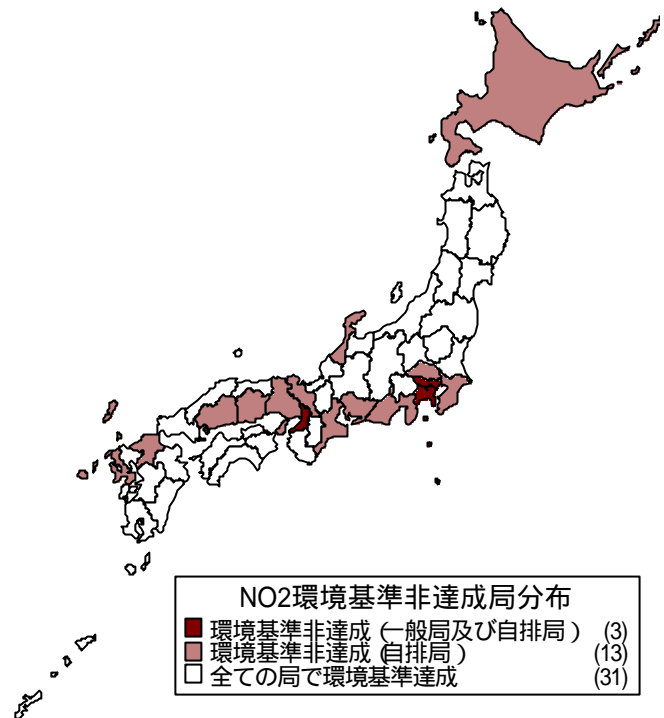 NO2環境基準非達成局分布
環境基準非達成（一般局及び自排局） (3)
環境基準非達成（自排局） (13)
全ての局で環境基準達成 (31)